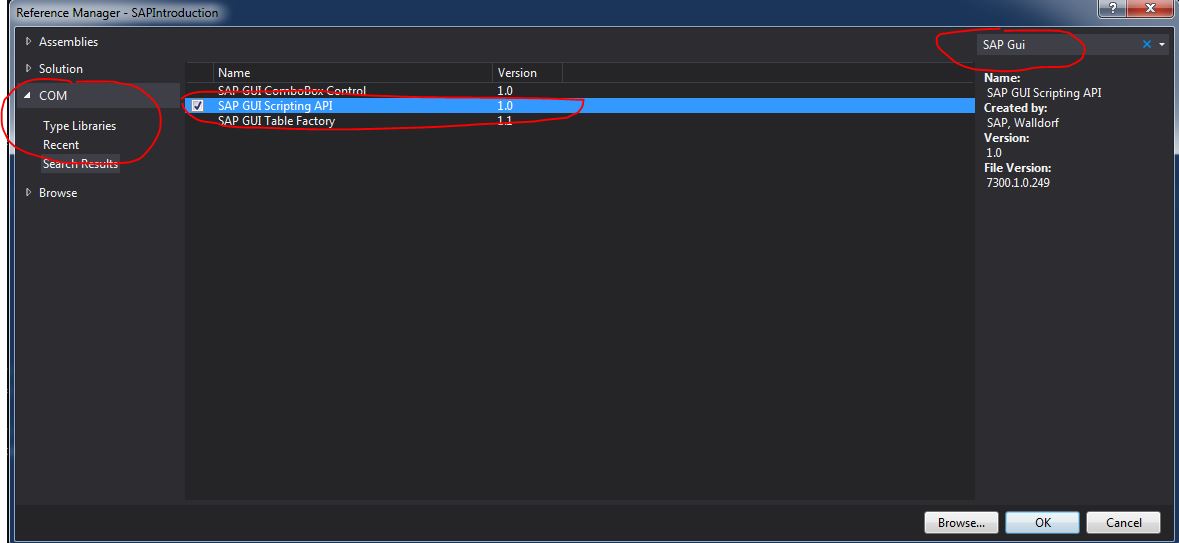 Reference Manager - SAPIntroduction
?
X
Assemblies
Solution
COM
Type Libraries
Recent
Search Results
Browse
Name Version
SAP GUI ComboBox Control 1.0
SAP GUI Scripting API 1.0
SAP GUI Table Factory 1.1
SAP Gui
Name:
SAP GUI Scripting API
Created by:
SAP, Walldorf
Version:
1.0
File Version:
7300.1.0.249
Browse... OK Cancel